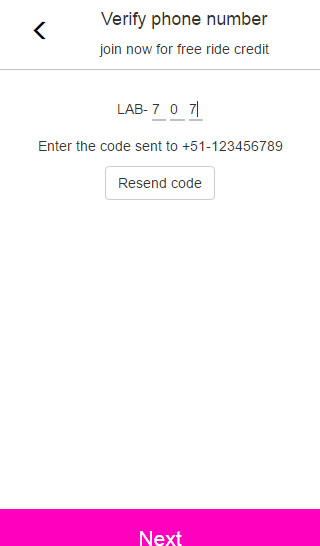 Verify phone number
join now for free ride credit
LAB- 7 0 7
Enter the code sent to +51-123456789
Resend code
Next